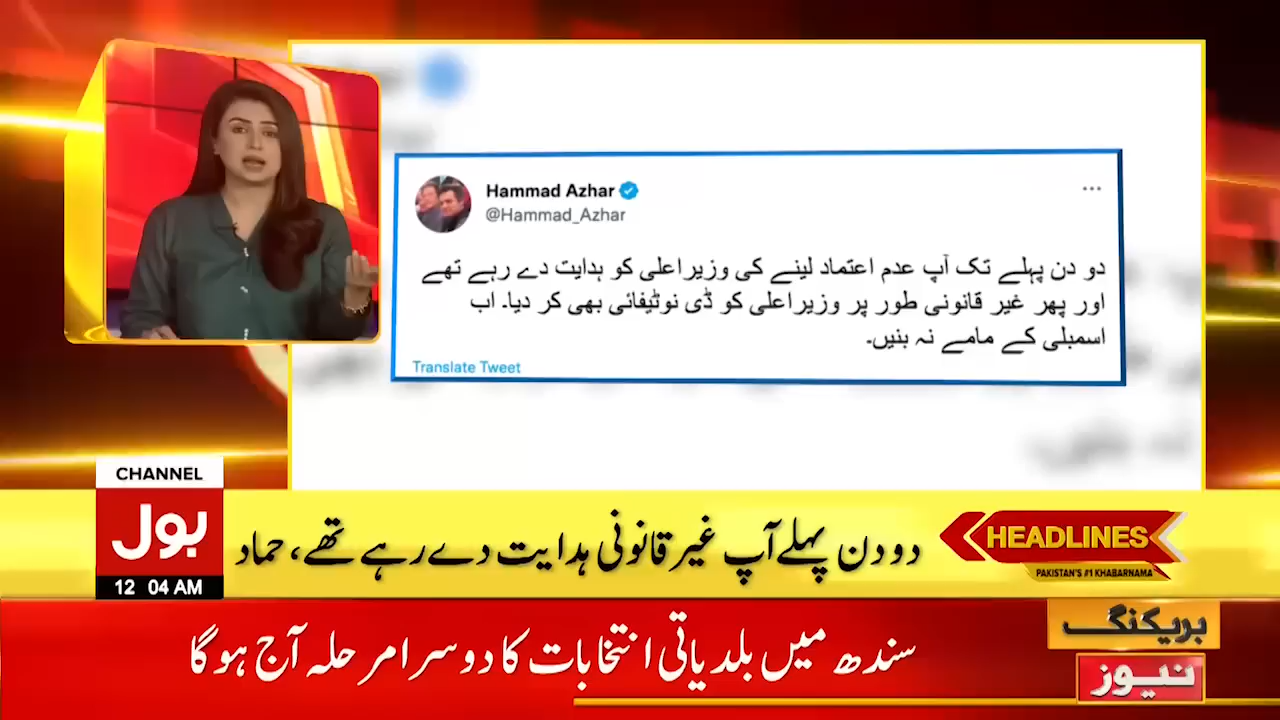 Hammad Azhar
@Hammad_Azhar
دو دن پہلے تک آپ عدم اعتماد لینے کی وزیراعلی کو ہدایت دے رہے تھے
اور پھر غیر قانونی طور پر وزیراعلی کو ڈی نوٹیفائی بھی کر دیا۔ اب
اسمبلی کے مامے نہ بنیں۔
Translate Tweet
CHANNEL
بول
12 04 AM
HEADLINES
PAKISTAN'S #1 KHABARNAMA
دو دن پہلے آپ غیر قانونی ہدایت دے رہے تھے، حماد
بریکنگ
نیوز
سندھ میں بلدیاتی انتخابات کا دوسرا مرحلہ آج ہوگا